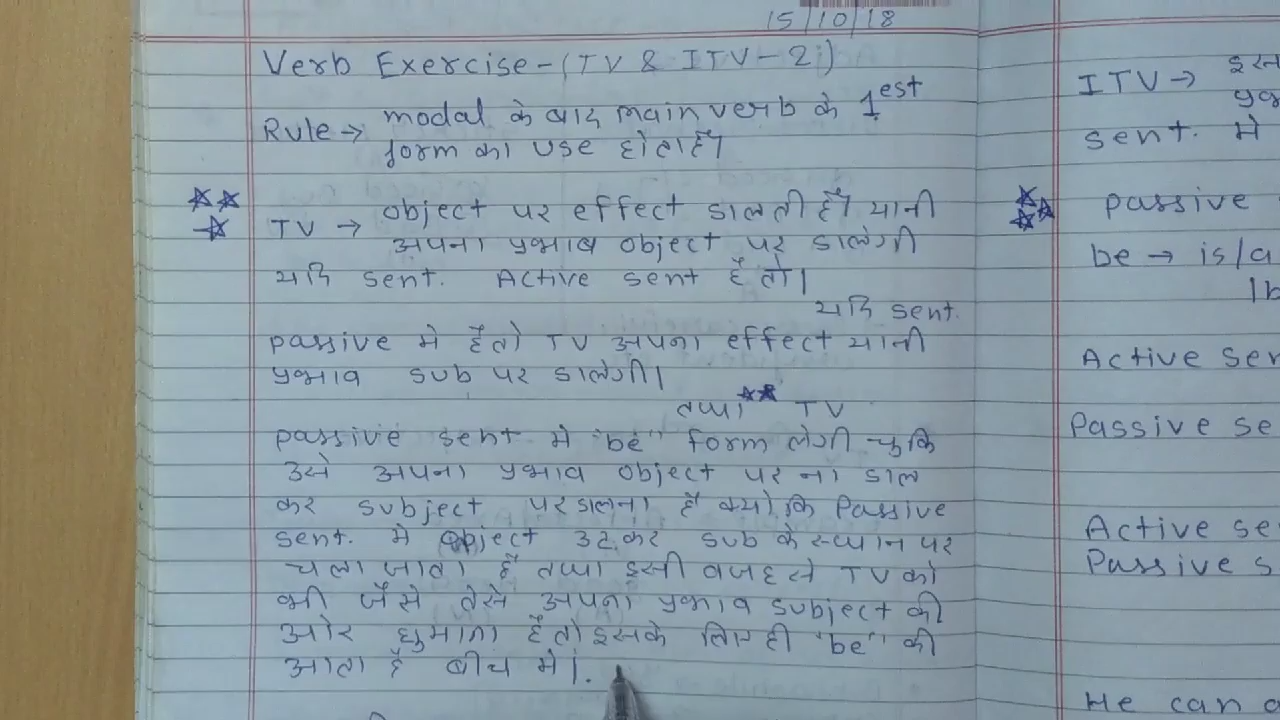 15/10/18
Verb Exercise-(TV & ITV-2i)
Rule → modal के बाद main verb के 1est
form का use होता है।
TV → object पर effect डालती है। यानी
अपना प्रभाव object पर डालेगी
यदि sent. Active sent है तो।
यदि sent.
passive मे है तो TV अपना effect यानी
प्रभाव sub पर डालेगी।
तथा TV
passive sent मे "be" form लेगी चुकि
उसे अपना प्रभाव object पर ना डाल
कर subject पर डालना है क्यो कि Passive
sent. मे Object उठ कर sub के स्थान पर
चला जाता है तथा इसी वजह से TV को
भी जैसे तैसे अपना प्रभाव subject की
ओर घुमाना है तो इसके लिए ही "be" की
आता है बीच मे।.
ITV →
sent. मे
passive
be → is/a
Active sen
Passive se
Active se
Passive s
He can